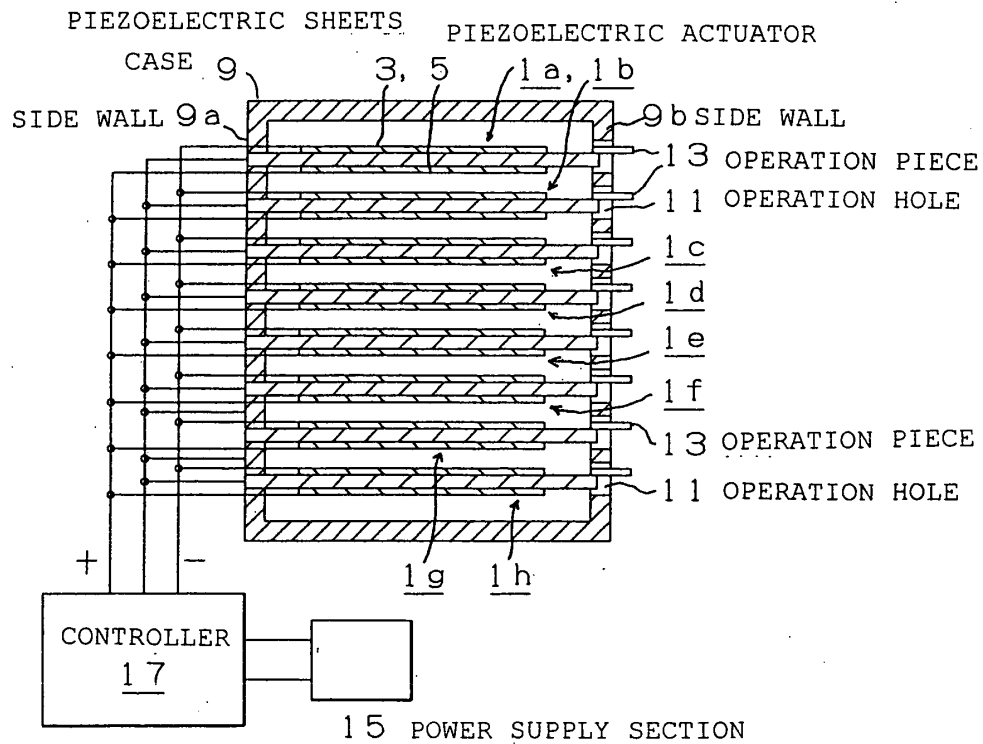 PIEZOELECTRIC SHEETS
PIEZOELECTRIC ACTUATOR
CASE 9
3, 5
1a, 1b
SIDE WALL 9a
9b SIDE WALL
13 OPERATION PIECE
11 OPERATION HOLE
1c
1d
1e
1f
13 OPERATION PIECE
11 OPERATION HOLE
+
-
1g
1h
CONTROLLER
17
15 POWER SUPPLY SECTION